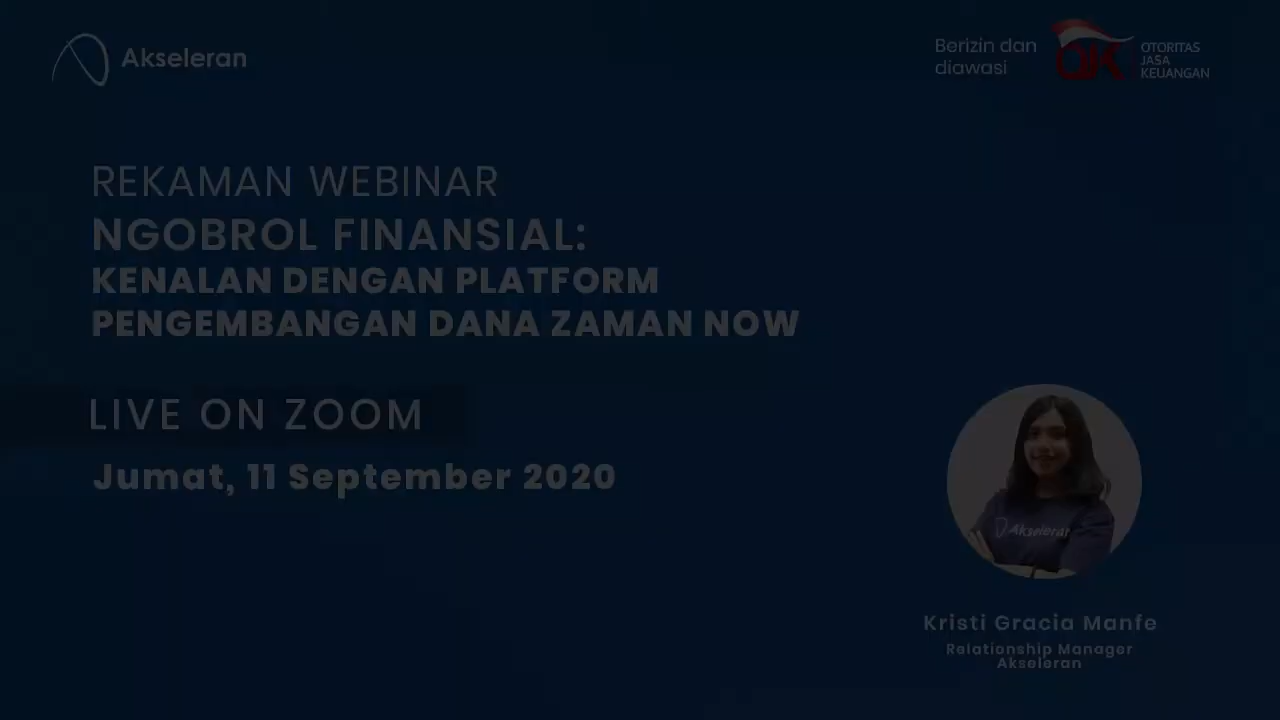 Akseleran
Berizin dan
diawasi
OJK
OTORITAS
JASA
KEUANGAN
REKAMAN WEBINAR
NGOBROL FINANSIAL:
KENALAN DENGAN PLATFORM
PENGEMBANGAN DANA ZAMAN NOW
LIVE ON ZOOM
Jumat, 11 September 2020
Akseleran
Kristi Gracia Manfe
Relationship Manager
Akseleran